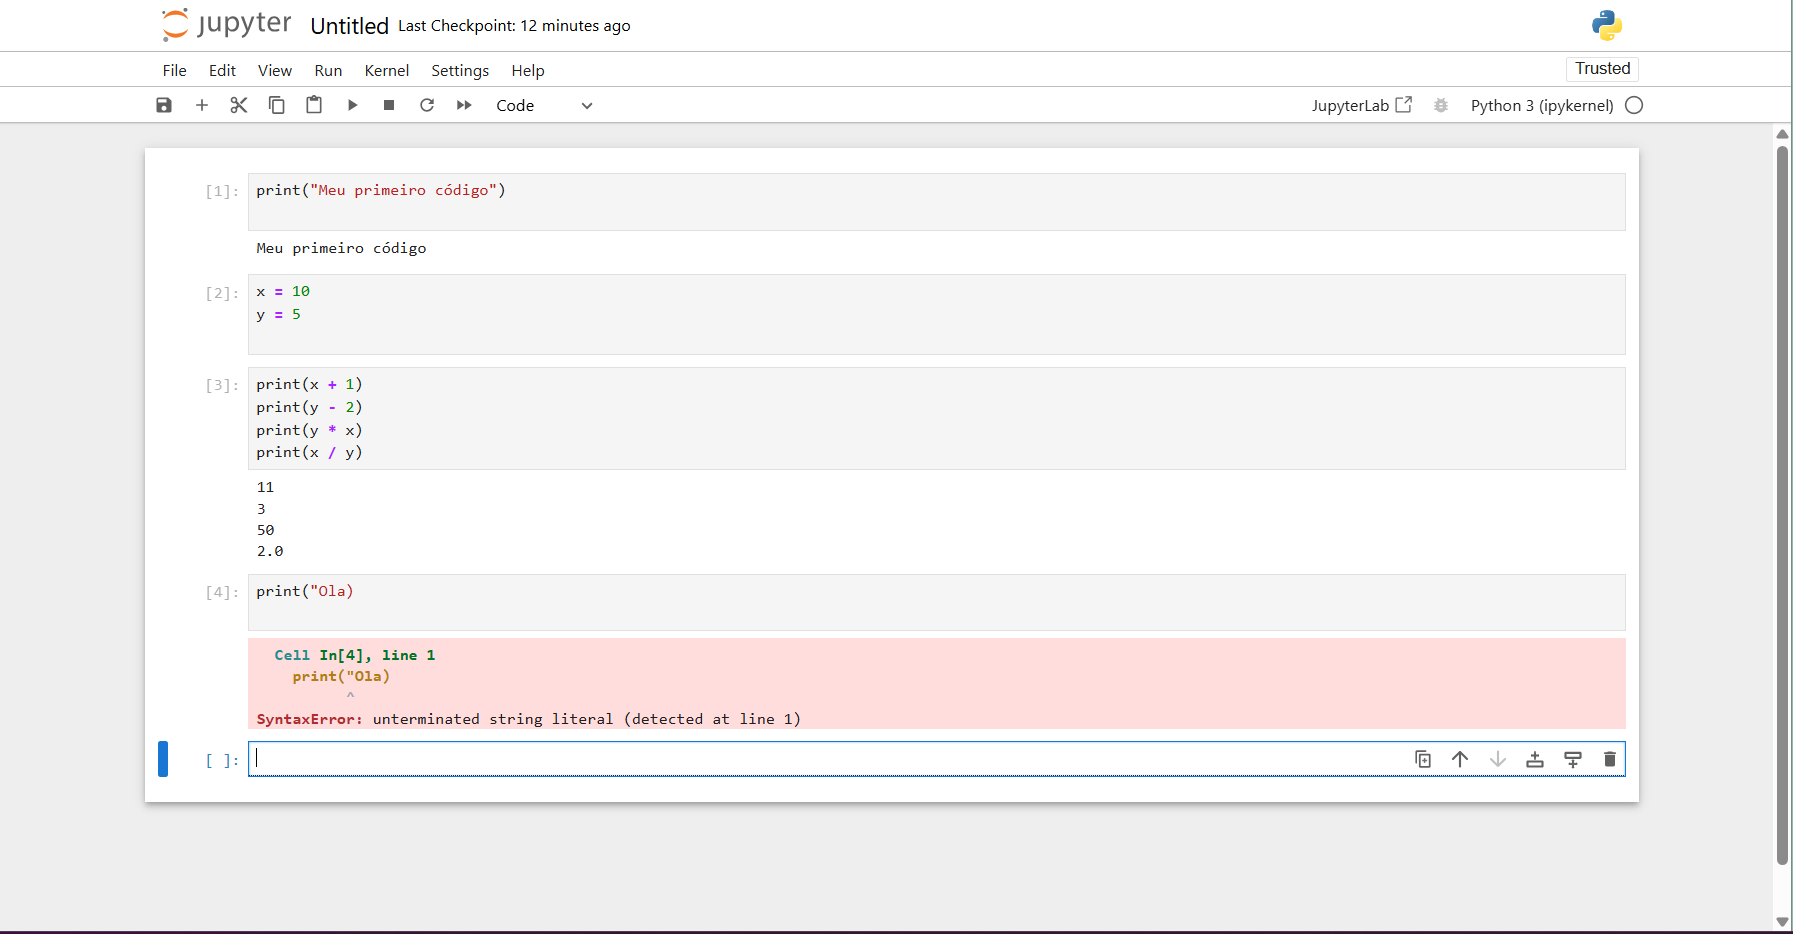 jupyter Untitled Last Checkpoint: 12 minutes ago
File Edit View Run Kernel Settings Help Trusted
Code JupyterLab Python 3 (ipykernel)
[1]: print("Meu primeiro código")
Meu primeiro código
[2]: x = 10
y = 5
[3]: print(x + 1)
print(y - 2)
print(y * x)
print(x / y)
11
3
50
2.0
[4]: print("Ola)
Cell In[4], line 1
print("Ola)
^
SyntaxError: unterminated string literal (detected at line 1)
[ ]: